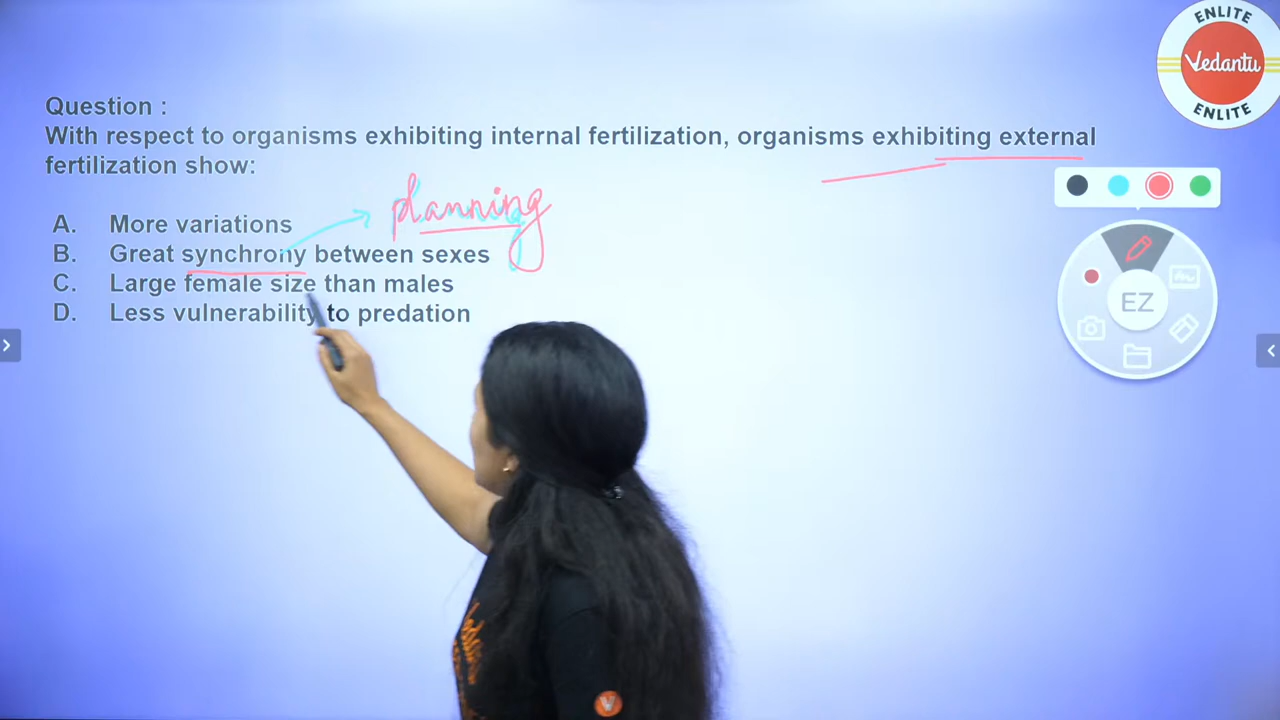 ENLITE
Vedantu
ENLITE
Question :
With respect to organisms exhibiting internal fertilization, organisms exhibiting external
fertilization show:
planning
A. More variations
B. Great synchrony between sexes
C. Large female size than males
D. Less vulnerability to predation
EZ